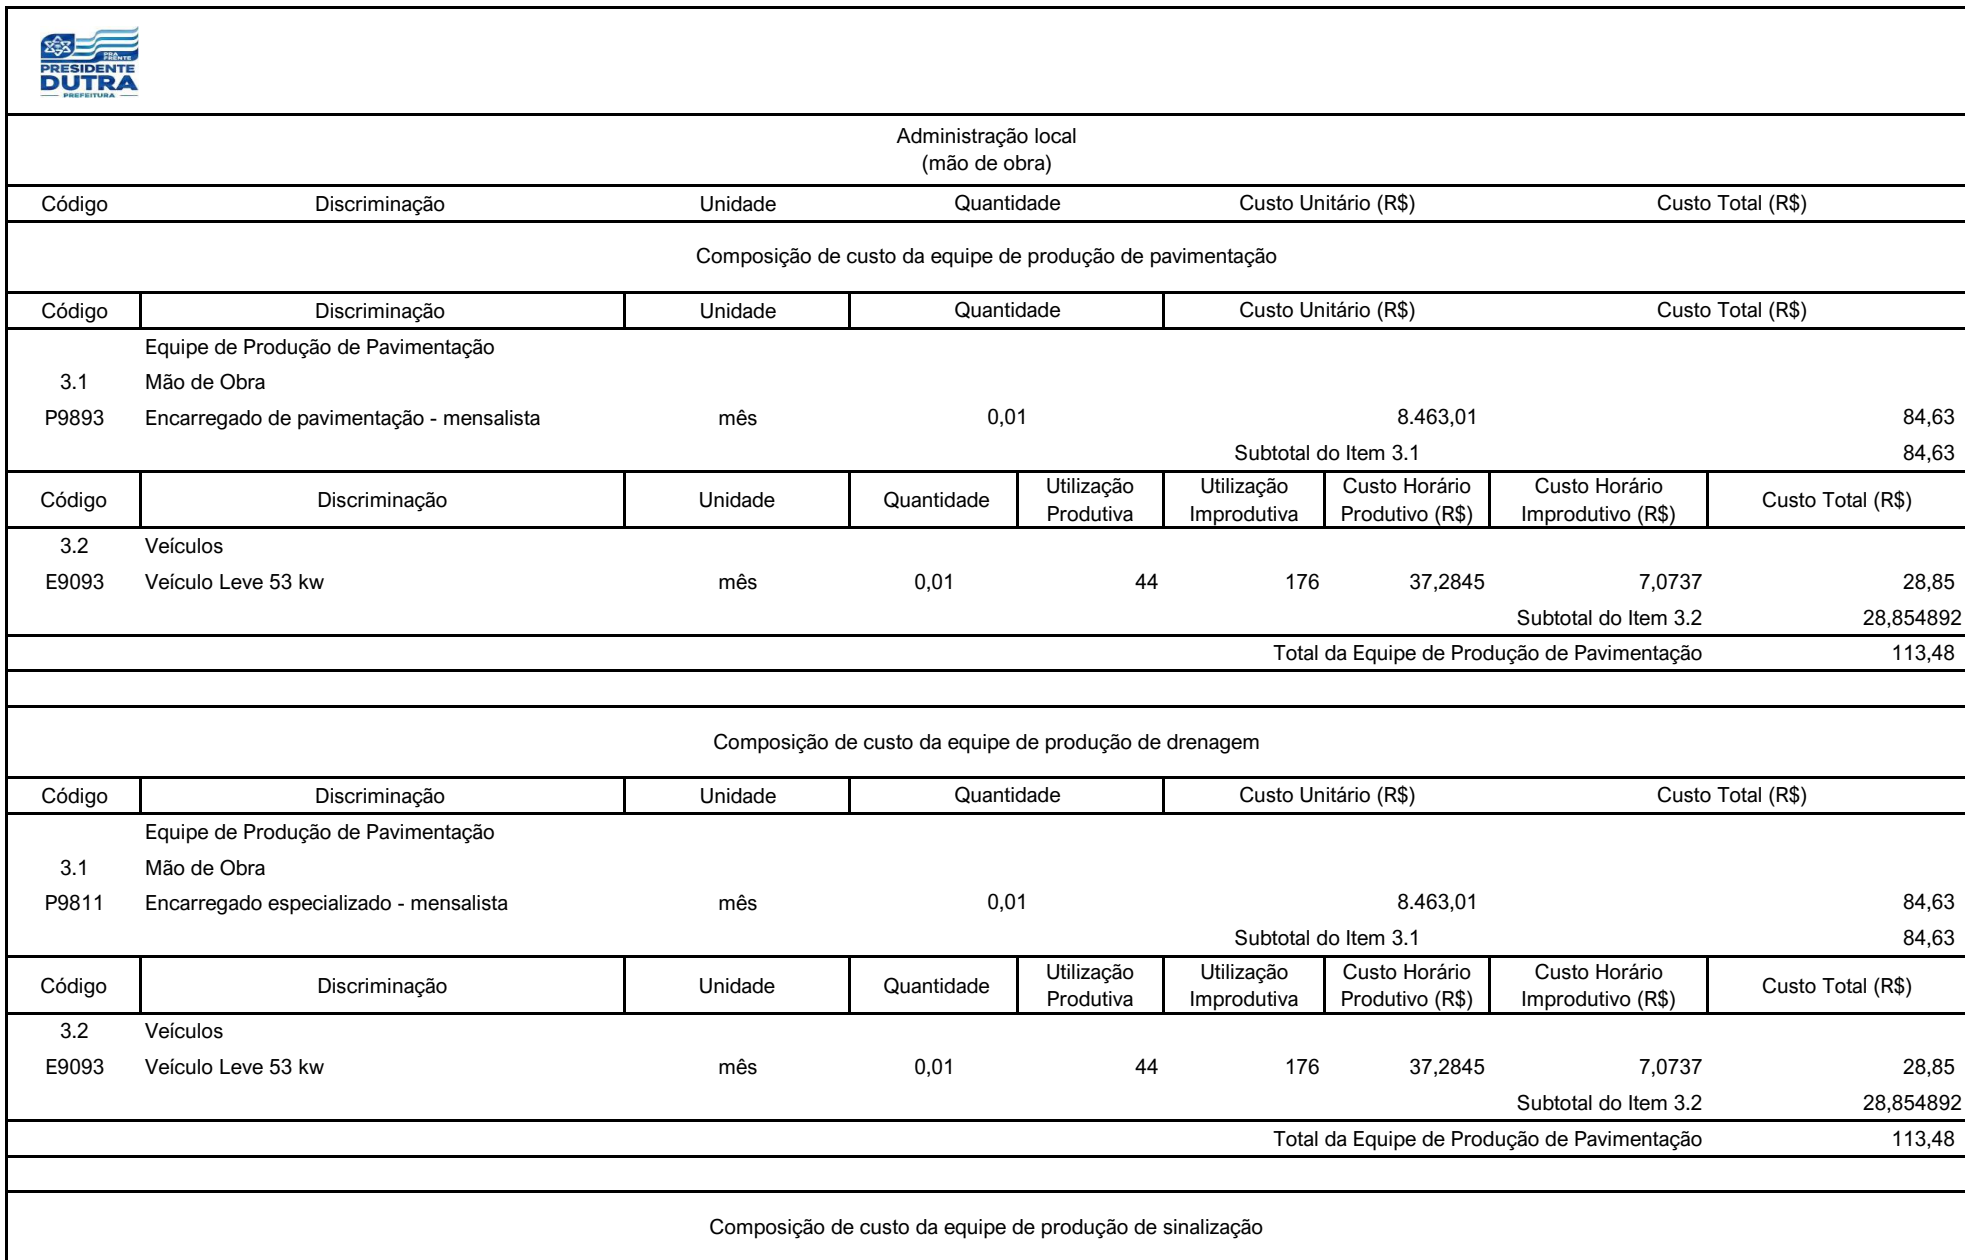 PRA
FRENTE
PRESIDENTE
DUTRA
PREFEITURA
Administração local
(mão de obra)
Código Discriminação Unidade Quantidade Custo Unitário (R$) Custo Total (R$)
Composição de custo da equipe de produção de pavimentação
Código Discriminação Unidade Quantidade Custo Unitário (R$) Custo Total (R$)
Equipe de Produção de Pavimentação
3.1 Mão de Obra
P9893 Encarregado de pavimentação - mensalista mês 0,01 8.463,01 84,63
Subtotal do Item 3.1 84,63
Código Discriminação Unidade Quantidade Utilização Produtiva Utilização Improdutiva Custo Horário Produtivo (R$) Custo Horário Improdutivo (R$) Custo Total (R$)
3.2 Veículos
E9093 Veículo Leve 53 kw mês 0,01 44 176 37,2845 7,0737 28,85
Subtotal do Item 3.2 28,854892
Total da Equipe de Produção de Pavimentação 113,48
Composição de custo da equipe de produção de drenagem
Código Discriminação Unidade Quantidade Custo Unitário (R$) Custo Total (R$)
Equipe de Produção de Pavimentação
3.1 Mão de Obra
P9811 Encarregado especializado - mensalista mês 0,01 8.463,01 84,63
Subtotal do Item 3.1 84,63
Código Discriminação Unidade Quantidade Utilização Produtiva Utilização Improdutiva Custo Horário Produtivo (R$) Custo Horário Improdutivo (R$) Custo Total (R$)
3.2 Veículos
E9093 Veículo Leve 53 kw mês 0,01 44 176 37,2845 7,0737 28,85
Subtotal do Item 3.2 28,854892
Total da Equipe de Produção de Pavimentação 113,48
Composição de custo da equipe de produção de sinalização